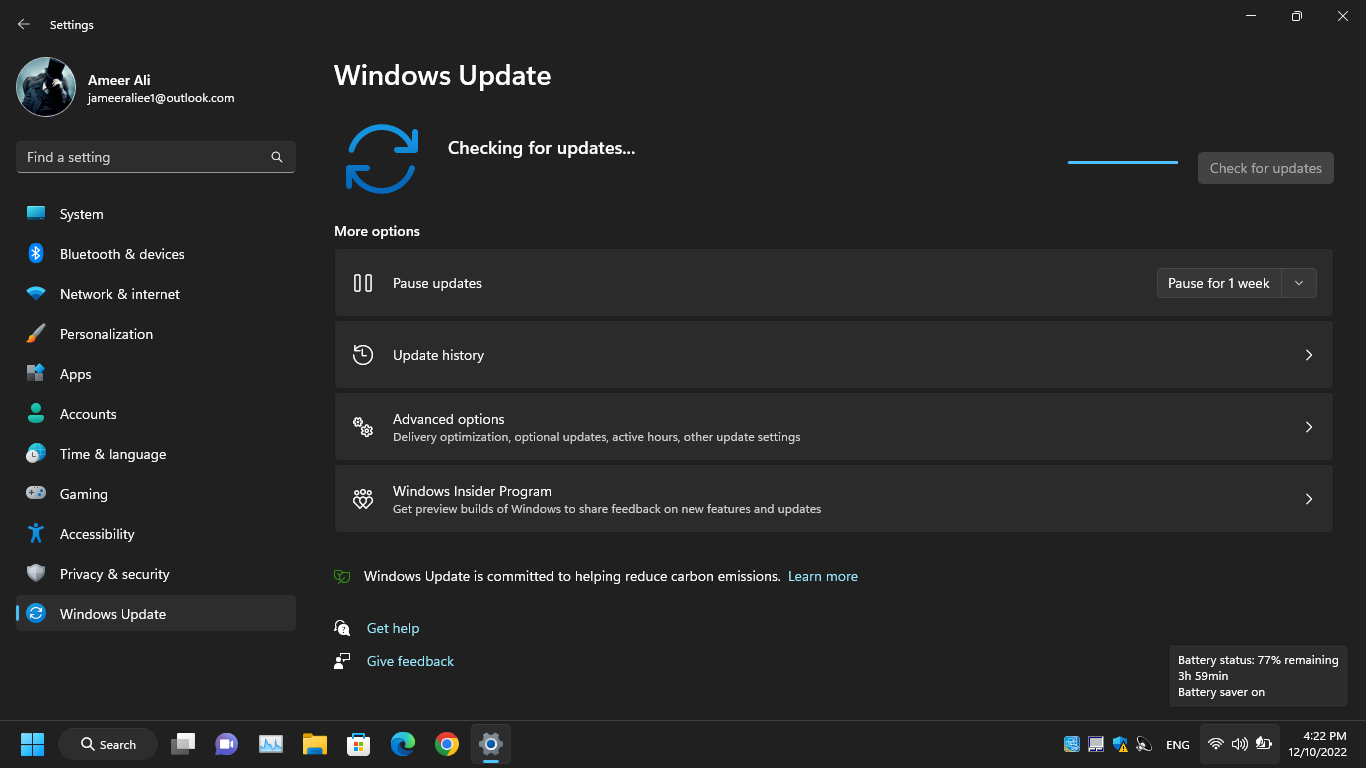 Settings
Ameer Ali
jameeraliee1@outlook.com
Find a setting
System
Bluetooth & devices
Network & internet
Personalization
Apps
Accounts
Time & language
Gaming
Accessibility
Privacy & security
Windows Update
Windows Update
Checking for updates...
Check for updates
More options
Pause updates
Pause for 1 week
Update history
Advanced options
Delivery optimization, optional updates, active hours, other update settings
Windows Insider Program
Get preview builds of Windows to share feedback on new features and updates
Windows Update is committed to helping reduce carbon emissions. Learn more
Get help
Give feedback
Battery status: 77% remaining
3h 59min
Battery saver on
Search
ENG
4:22 PM
12/10/2022